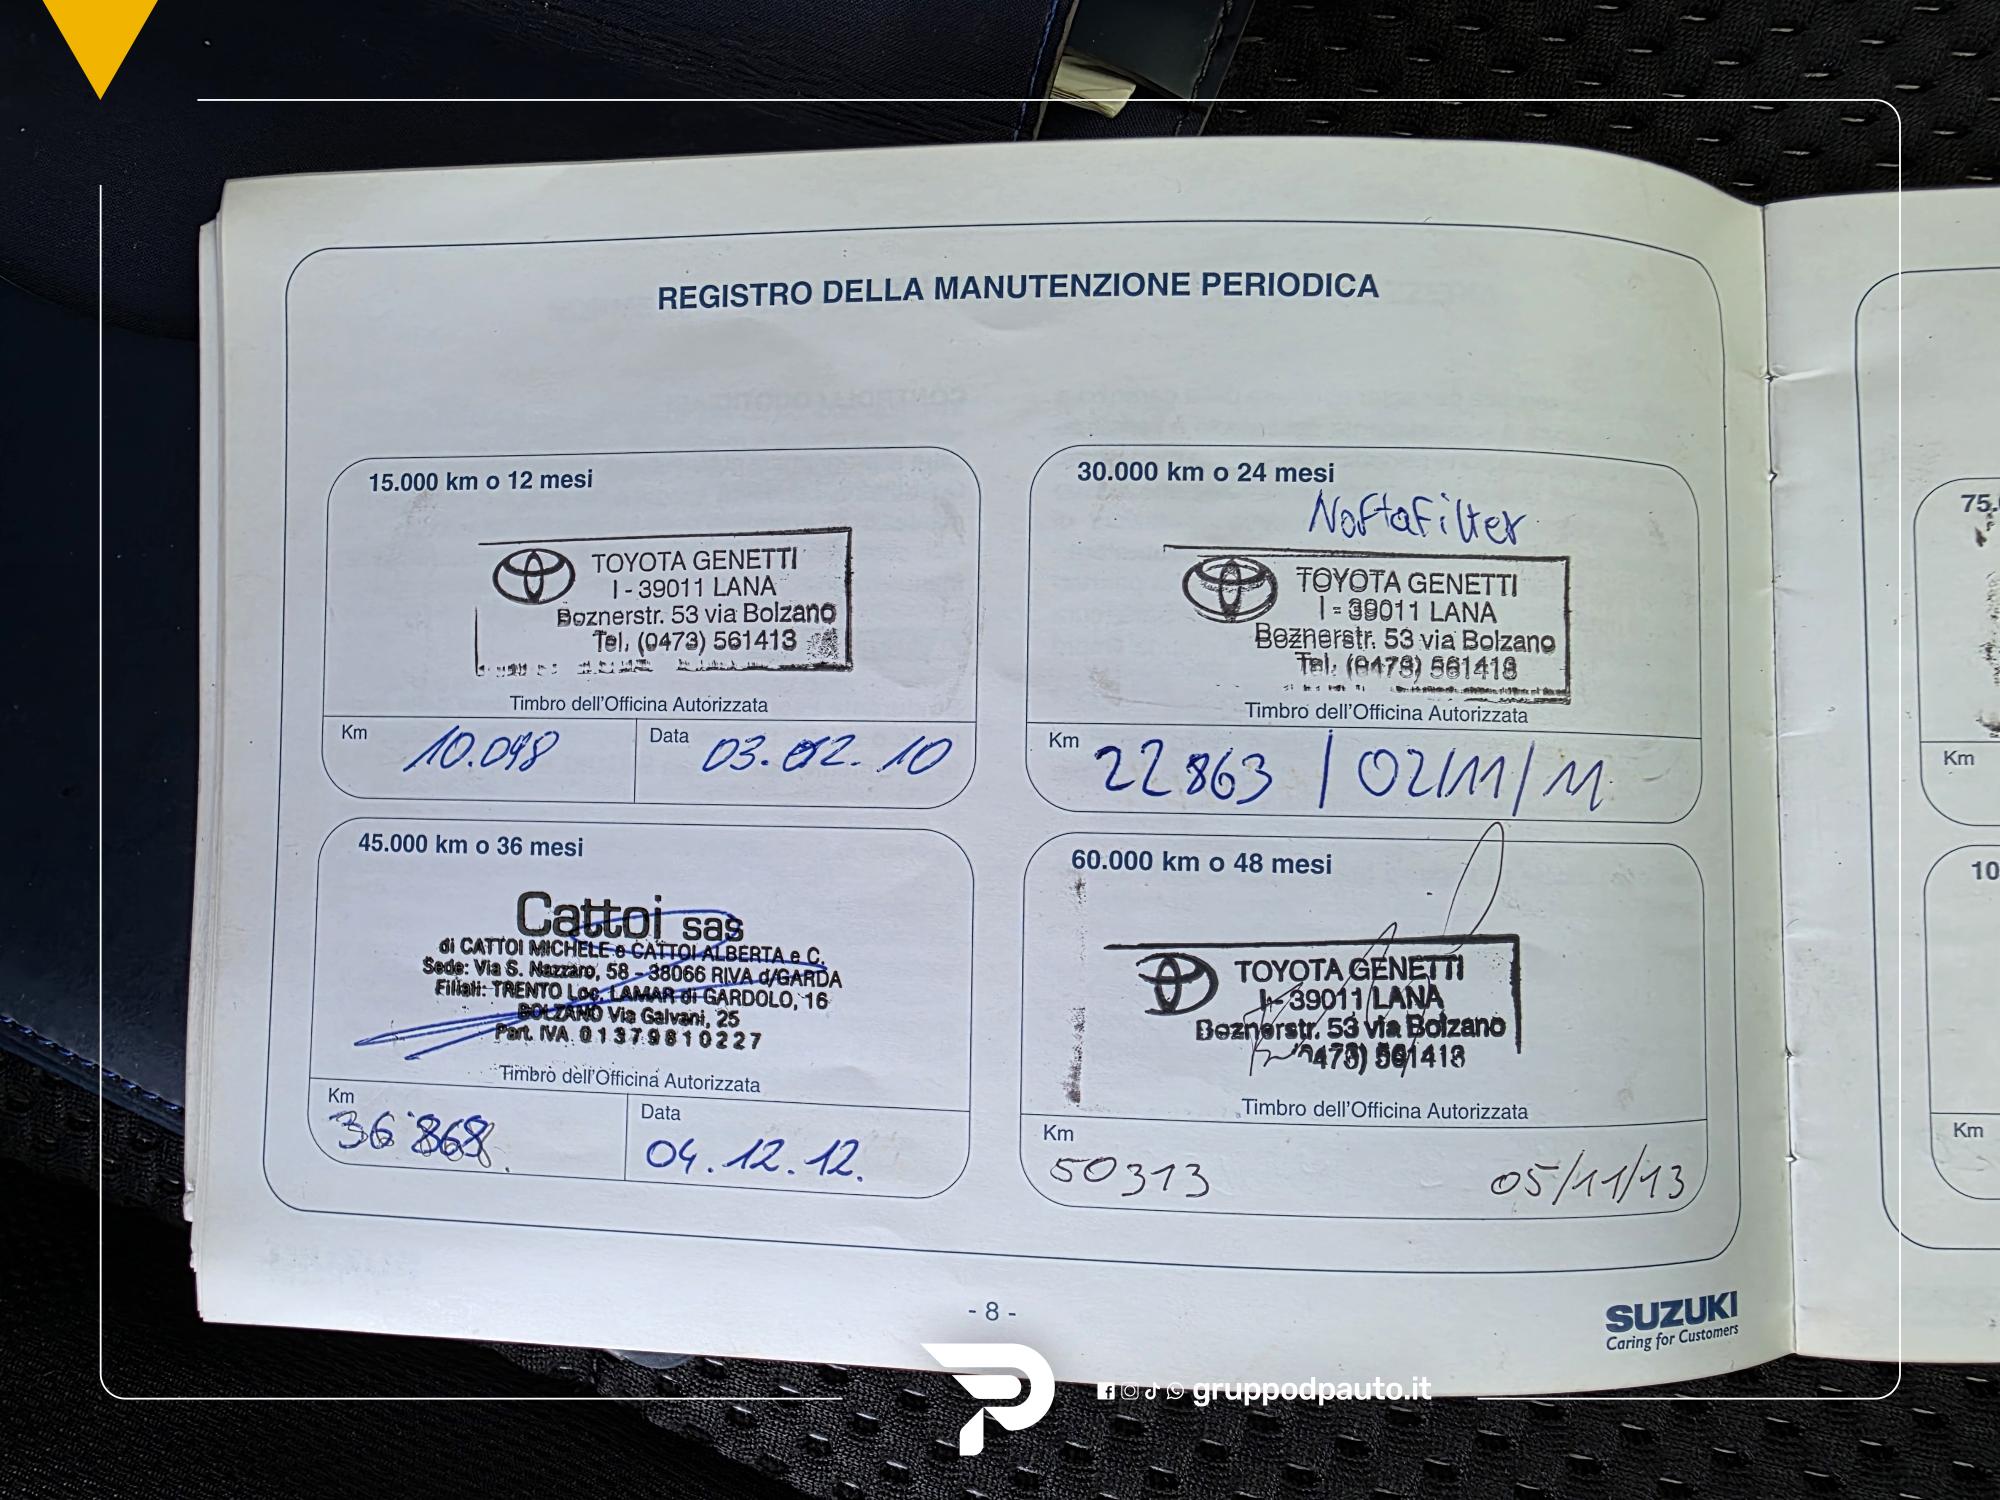 REGISTRO DELLA MANUTENZIONE PERIODICA
15.000 km o 12 mesi
TOYOTA GENETTI
I - 39011 LANA
Boznerstr. 53 via Bolzano
Tel. (0473) 561413
Timbro dell'Officina Autorizzata
Km 10.098
Data 03.02.10
30.000 km o 24 mesi
NaftaFilter
TOYOTA GENETTI
I - 39011 LANA
Boznerstr. 53 via Bolzano
Tel. (0473) 561413
Timbro dell'Officina Autorizzata
Km 22863 / 02/11/11
45.000 km o 36 mesi
Cattoi sas
di CATTOI MICHELE e CATTOI ALBERTA e C.
Sede: Via S. Nazzaro, 58 - 38066 RIVA d/GARDA
Filiali: TRENTO Loc. LAMAR di GARDOLO, 16
BOLZANO Via Galvani, 25
Part. IVA 01379810227
Timbro dell'Officina Autorizzata
Km 36'868.
Data 04.12.12.
60.000 km o 48 mesi
TOYOTA GENETTI
I - 39011 LANA
Boznerstr. 53 via Bolzano
0473) 561413
Timbro dell'Officina Autorizzata
Km 50313 05/11/13
- 8 -
SUZUKI
Caring for Customers
75.
Km
10
Km
gruppodpauto.it